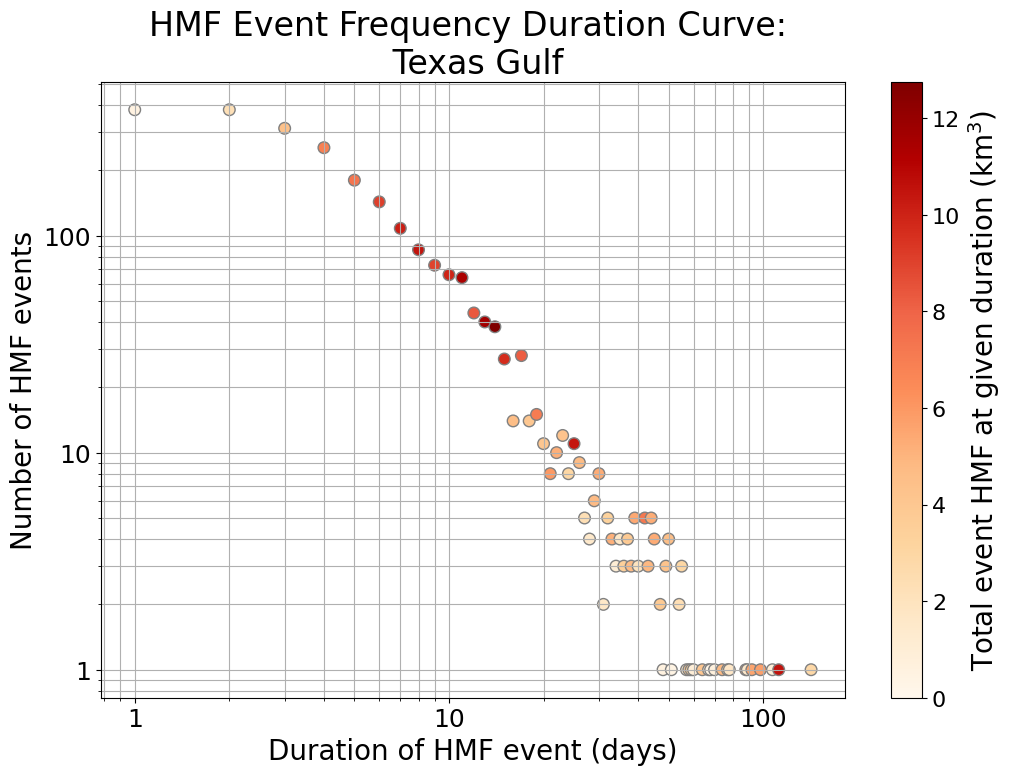 HMF Event Frequency Duration Curve:
Texas Gulf
Number of HMF events
100
10
1
1
10
100
Duration of HMF event (days)
12
10
8
6
4
2
0
Total event HMF at given duration (km³)